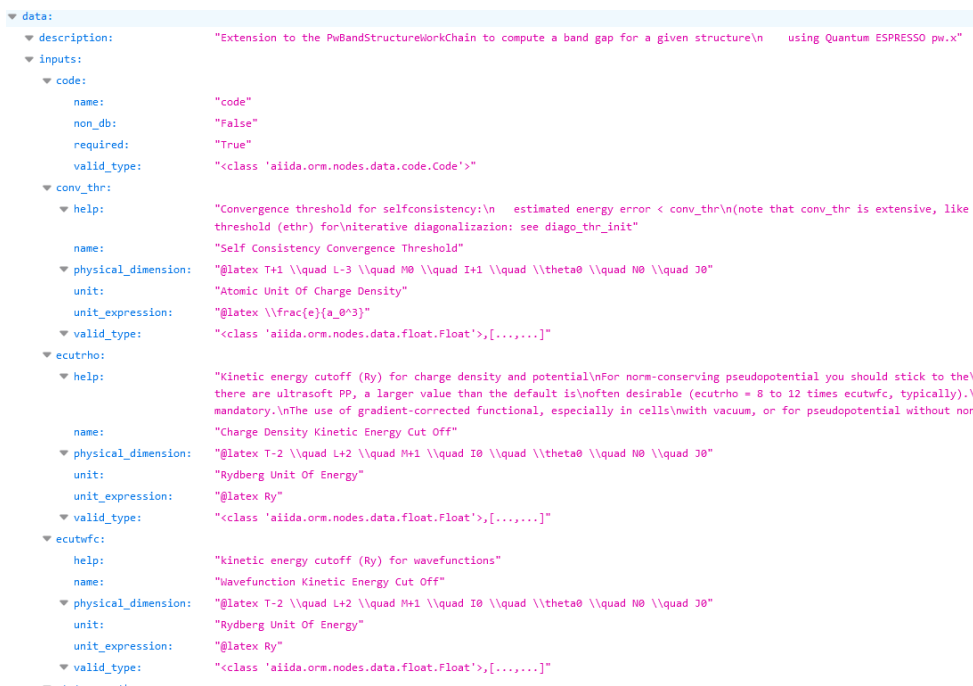 data:
description: "Extension to the PwBandStructureWorkChain to compute a band gap for a given structure\n    using Quantum ESPRESSO pw.x"
inputs:
code:
name: "code"
non_db: "False"
required: "True"
valid_type: "<class 'aiida.orm.nodes.data.code.Code'>"
conv_thr:
help: "Convergence threshold for selfconsistency:\n   estimated energy error < conv_thr\n(note that conv_thr is extensive, like
threshold (ethr) for\niterative diagonalizazion: see diago_thr_init"
name: "Self Consistency Convergence Threshold"
physical_dimension: "@latex T+1 \\quad L-3 \\quad M0 \\quad I+1 \\quad \\theta0 \\quad N0 \\quad J0"
unit: "Atomic Unit Of Charge Density"
unit_expression: "@latex \\frac{e}{a_0^3}"
valid_type: "<class 'aiida.orm.nodes.data.float.Float'>,[...,...]"
ecutrho:
help: "Kinetic energy cutoff (Ry) for charge density and potential\nFor norm-conserving pseudopotential you should stick to the\
there are ultrasoft PP, a larger value than the default is\noften desirable (ecutrho = 8 to 12 times ecutwfc, typically).\
mandatory.\nThe use of gradient-corrected functional, especially in cells\nwith vacuum, or for pseudopotential without non
name: "Charge Density Kinetic Energy Cut Off"
physical_dimension: "@latex T-2 \\quad L+2 \\quad M+1 \\quad I0 \\quad \\theta0 \\quad N0 \\quad J0"
unit: "Rydberg Unit Of Energy"
unit_expression: "@latex Ry"
valid_type: "<class 'aiida.orm.nodes.data.float.Float'>,[...,...]"
ecutwfc:
help: "kinetic energy cutoff (Ry) for wavefunctions"
name: "Wavefunction Kinetic Energy Cut Off"
physical_dimension: "@latex T-2 \\quad L+2 \\quad M+1 \\quad I0 \\quad \\theta0 \\quad N0 \\quad J0"
unit: "Rydberg Unit Of Energy"
unit_expression: "@latex Ry"
valid_type: "<class 'aiida.orm.nodes.data.float.Float'>,[...,...]"